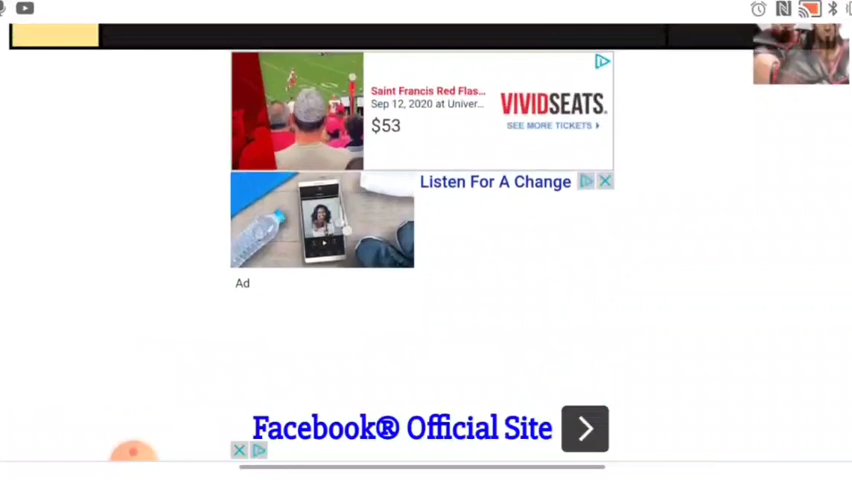 Saint Francis Red Flas...
Sep 12, 2020 at Univer...
$53
VIVIDSEATS.
SEE MORE TICKETS
Listen For A Change
Ad
Facebook® Official Site